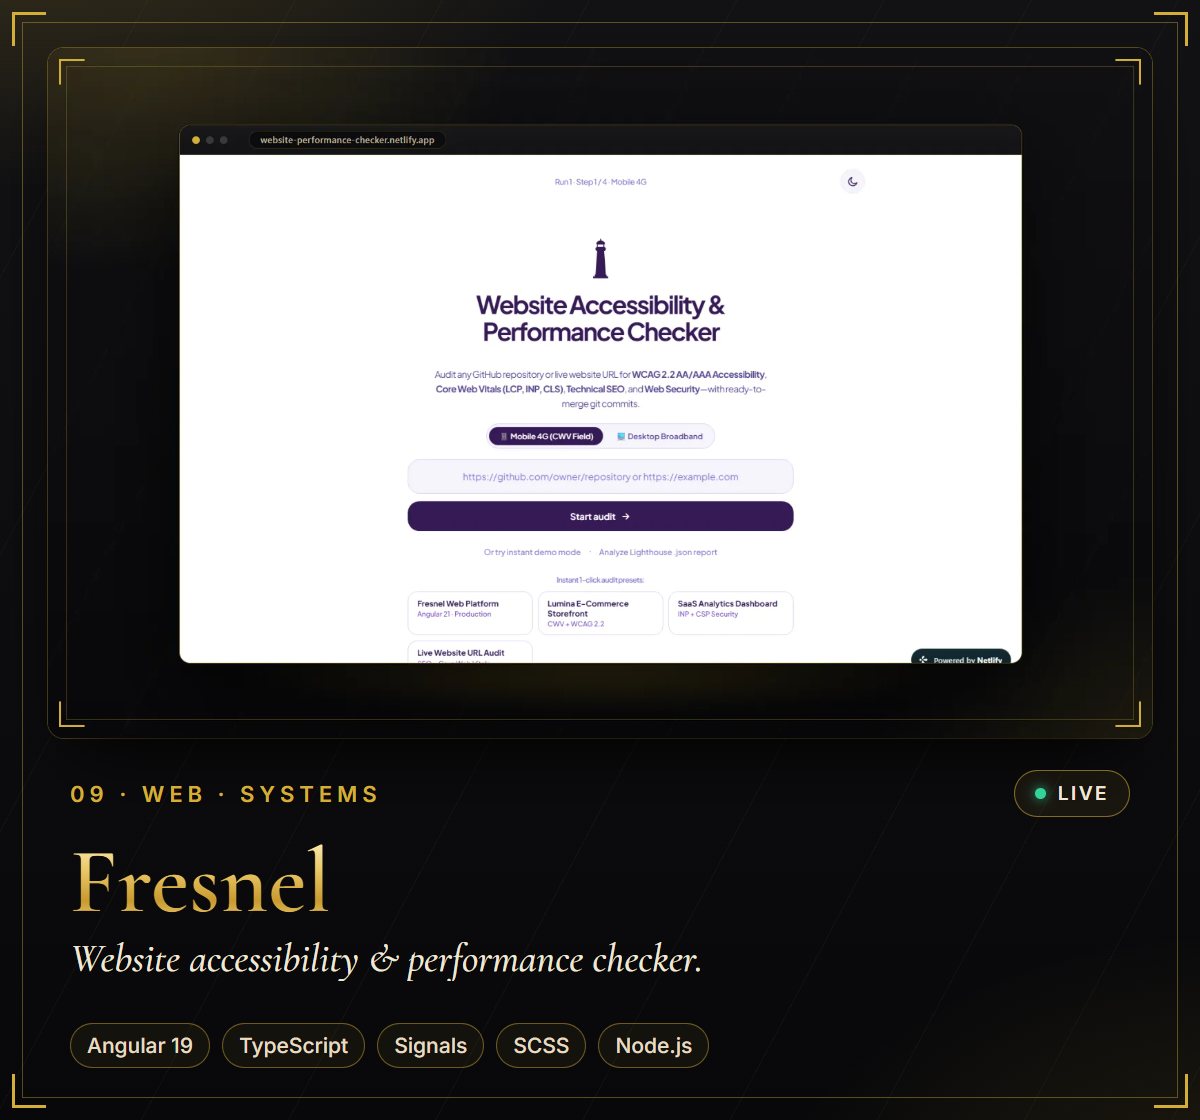 website-performance-checker.netlify.app
Run 1 · Step 1 / 4 · Mobile 4G
Website Accessibility &
Performance Checker
Audit any GitHub repository or live website URL for WCAG 2.2 AA/AAA Accessibility,
Core Web Vitals (LCP, INP, CLS), Technical SEO, and Web Security—with ready-to-
merge git commits.
Mobile 4G (CWV Field) Desktop Broadband
https://github.com/owner/repository or https://example.com
Start audit →
Or try instant demo mode · Analyze Lighthouse .json report
Instant 1-click audit presets:
Fresnel Web Platform
Angular 21 · Production
Lumina E-Commerce
Storefront
CWV + WCAG 2.2
SaaS Analytics Dashboard
INP + CSP Security
Live Website URL Audit
Powered by Netlify
09 · WEB · SYSTEMS
LIVE
Fresnel
Website accessibility & performance checker.
Angular 19 TypeScript Signals SCSS Node.js